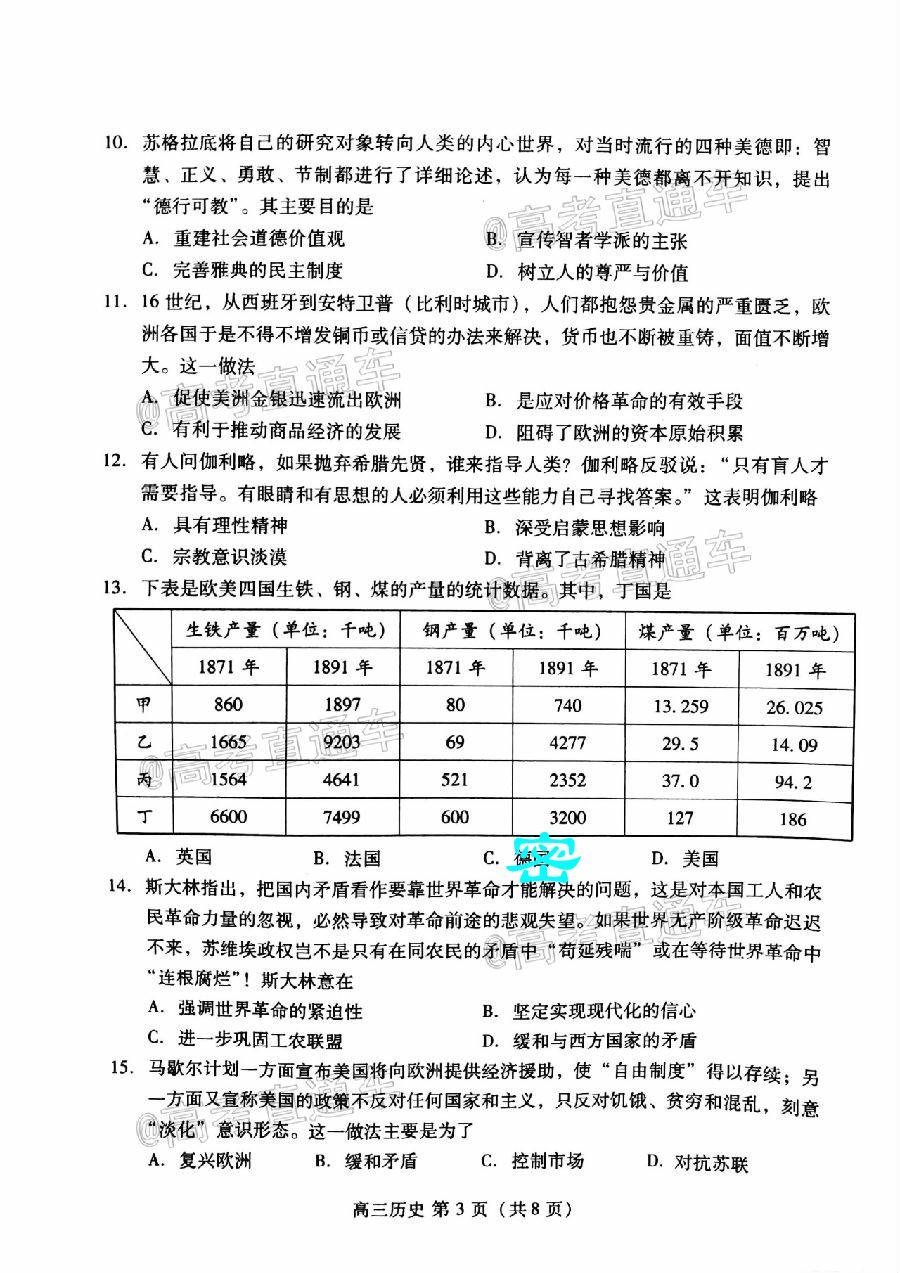 10. 苏格拉底将自己的研究对象转向人类的内心世界，对当时流行的四种美德即：智
慧、正义、勇敢、节制都进行了详细论述，认为每一种美德都离不开知识，提出
“德行可教”。其主要目的是
A. 重建社会道德价值观 B. 宣传智者学派的主张
C. 完善雅典的民主制度 D. 树立人的尊严与价值
@高考直通车
11. 16 世纪，从西班牙到安特卫普（比利时城市），人们都抱怨贵金属的严重匮乏，欧
洲各国于是不得不增发铜币或信贷的办法来解决，货币也不断被重铸，面值不断增
大。这一做法
A. 促使美洲金银迅速流出欧洲 B. 是应对价格革命的有效手段
C. 有利于推动商品经济的发展 D. 阻碍了欧洲的资本原始积累
@高考直通车
12. 有人问伽利略，如果抛弃希腊先贤，谁来指导人类？伽利略反驳说：“只有盲人才
需要指导。有眼睛和有思想的人必须利用这些能力自己寻找答案。” 这表明伽利略
A. 具有理性精神 B. 深受启蒙思想影响
C. 宗教意识淡漠 D. 背离了古希腊精神
@高考直通车
13. 下表是欧美四国生铁、钢、煤的产量的统计数据。其中，丁国是
生铁产量（单位：千吨） 钢产量（单位：千吨） 煤产量（单位：百万吨）
1871 年 1891 年 1871 年 1891 年 1871 年 1891 年
甲 860 1897 80 740 13.259 26.025
乙 1665 9203 69 4277 29.5 14.09
丙 1564 4641 521 2352 37.0 94.2
丁 6600 7499 600 3200 127 186
@高考直通车
A. 英国 B. 法国 C. 德国 D. 美国
密
14. 斯大林指出，把国内矛盾看作要靠世界革命才能解决的问题，这是对本国工人和农
民革命力量的忽视，必然导致对革命前途的悲观失望。如果世界无产阶级革命迟迟
不来，苏维埃政权岂不是只有在同农民的矛盾中“苟延残喘”或在等待世界革命中
“连根腐烂”！斯大林意在
A. 强调世界革命的紧迫性 B. 坚定实现现代化的信心
C. 进一步巩固工农联盟 D. 缓和与西方国家的矛盾
@高考直通车
15. 马歇尔计划一方面宣布美国将向欧洲提供经济援助，使“自由制度”得以存续；另
一方面又宣称美国的政策不反对任何国家和主义，只反对饥饿、贫穷和混乱，刻意
“淡化”意识形态。这一做法主要是为了
A. 复兴欧洲 B. 缓和矛盾 C. 控制市场 D. 对抗苏联
@高考直通车
高三历史 第 3 页（共 8 页）